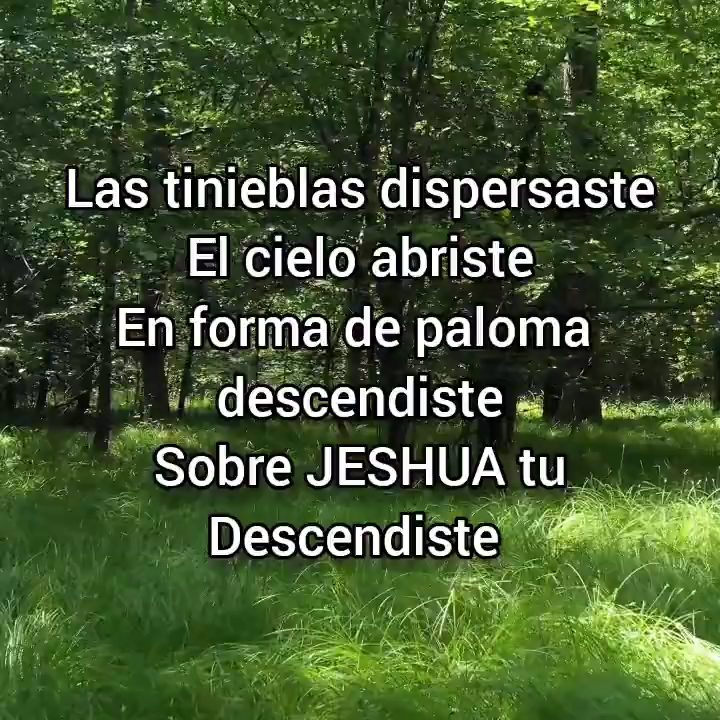 Las tinieblas dispersaste
El cielo abriste
En forma de paloma
descendiste
Sobre JESHUA tu
Descendiste